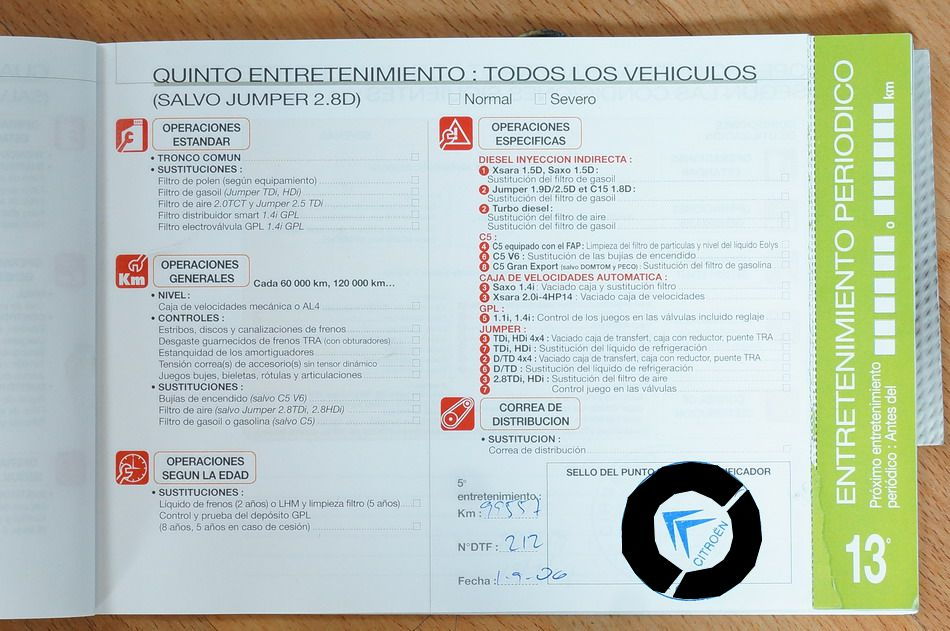 QUINTO ENTRETENIMIENTO : TODOS LOS VEHICULOS
(SALVO JUMPER 2.8D)
Normal
Severo
OPERACIONES
ESTANDAR
• TRONCO COMUN
• SUSTITUCIONES :
Filtro de polen (según equipamiento)
Filtro de gasoil (Jumper TDi, HDi)
Filtro de aire 2.0TCT y Jumper 2.5 TDi
Filtro distribuidor smart 1.4i GPL
Filtro electroválvula GPL 1.4i GPL
Km
OPERACIONES
GENERALES
Cada 60 000 km, 120 000 km...
• NIVEL :
Caja de velocidades mecánica o AL4
• CONTROLES :
Estribos, discos y canalizaciones de frenos
Desgaste guarnecidos de frenos TRA (con obturadores)
Estanquidad de los amortiguadores
Tensión correa(s) de accesorio(s) sin tensor dinámico
Juegos bujes, bieletas, rótulas y articulaciones
• SUSTITUCIONES :
Bujias de encendido (salvo C5 V6)
Filtro de aire (salvo Jumper 2.8TDi, 2.8HDi)
Filtro de gasoil o gasolina (salvo C5)
OPERACIONES
SEGUN LA EDAD
• SUSTITUCIONES :
Líquido de frenos (2 años) o LHM y limpieza filtro (5 años)
Control y prueba del depósito GPL
(8 años, 5 años en caso de cesión)
OPERACIONES
ESPECIFICAS
DIESEL INYECCION INDIRECTA :
1 Xsara 1.5D, Saxo 1.5D :
Sustitución del filtro de gasoil
2 Jumper 1.9D/2.5D et C15 1.8D :
Sustitución del filtro de gasoil
2 Turbo diesel :
Sustitución del filtro de aire
Sustitución del filtro de gasoil
C5 :
4 C5 equipado con el FAP : Limpieza del filtro de particulas y nivel del líquido Eolys
6 C5 V6 : Sustitución de las bujías de encendido
8 C5 Gran Export (salvo DOMTOM y PECO) : Sustitución del filtro de gasolina
CAJA DE VELOCIDADES AUTOMATICA :
3 Saxo 1.4i : Vaciado caja y sustitución filtro
3 Xsara 2.0i-4HP14 : Vaciado caja de velocidades
GPL :
5 1.1i, 1.4i : Control de los juegos en las válvulas incluido reglaje
JUMPER :
3 TDi, HDi 4x4 : Vaciado caja de transfert, caja con reductor, puente TRA
7 TDi, HDi : Sustitución del líquido de refrigeración
2 D/TD 4x4 : Vaciado caja de transfert, caja con reductor, puente TRA
6 D/TD : Sustitución del líquido de refrigeración
3 2.8TDi, HDi : Sustitución del filtro de aire
7 Control juego en las válvulas
CORREA DE
DISTRIBUCION
• SUSTITUCION :
Correa de distribución
5º
entretenimiento:
Km : 99557
N°DTF : 212
Fecha : 1-9-06
SELLO DEL PUNTO
CITROËN
ENTRETENIMIENTO PERIODICO
Próximo entretenimiento
periódico : Antes del
o
km
13°